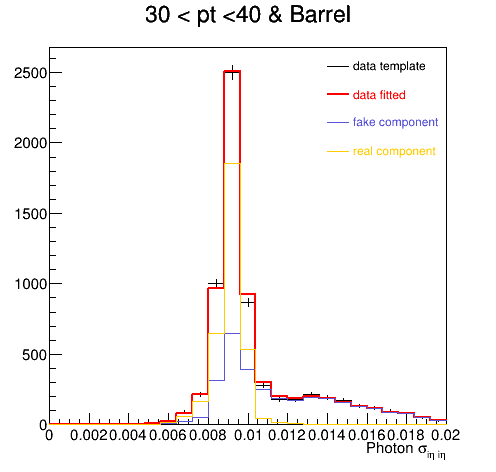 30 < pt <40 & Barrel
data template
data fitted
fake component
real component
2500
2000
1500
1000
500
0
0 0.002 0.004 0.006 0.008 0.01 0.012 0.014 0.016 0.018 0.02
Photon σiη iη